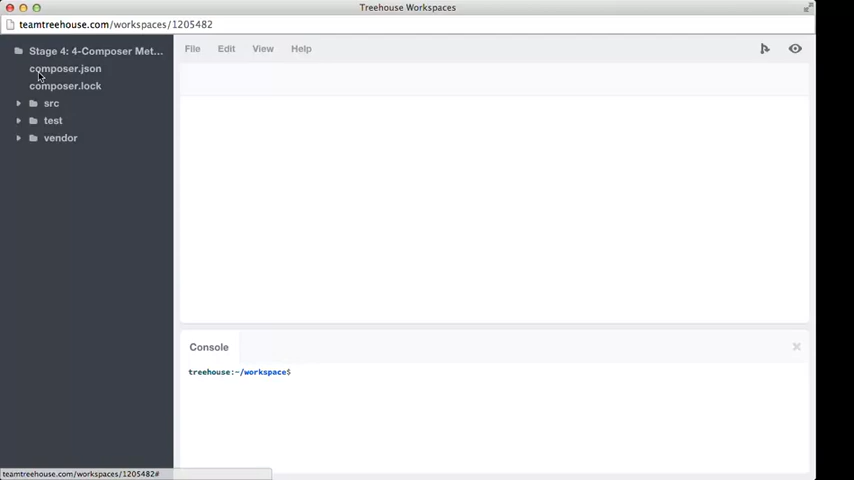 Treehouse Workspaces
teamtreehouse.com/workspaces/1205482
Stage 4: 4-Composer Met...
composer.json
composer.lock
src
test
vendor
File Edit View Help
Console
treehouse:~/workspace$
teamtreehouse.com/workspaces/1205482#